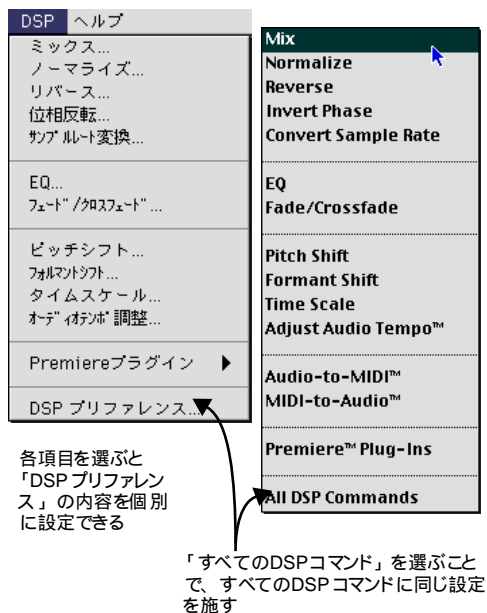 DSP ヘルプ
ミックス...
ノーマライズ...
リバース...
位相反転...
サンプルレート変換...
EQ...
フェード/クロスフェード...
ピッチシフト...
フォルマントシフト...
タイムスケール...
オーディオテンポ調整...
Premiereプラグイン
DSP プリファレンス...
各項目を選ぶと
「DSPプリファレン
ス」の内容を個別
に設定できる
Mix
Normalize
Reverse
Invert Phase
Convert Sample Rate
EQ
Fade/Crossfade
Pitch Shift
Formant Shift
Time Scale
Adjust Audio Tempo™
Audio-to-MIDI™
MIDI-to-Audio™
Premiere™ Plug-Ins
All DSP Commands
「すべてのDSPコマンド」を選ぶこと
で、すべてのDSPコマンドに同じ設定
を施す